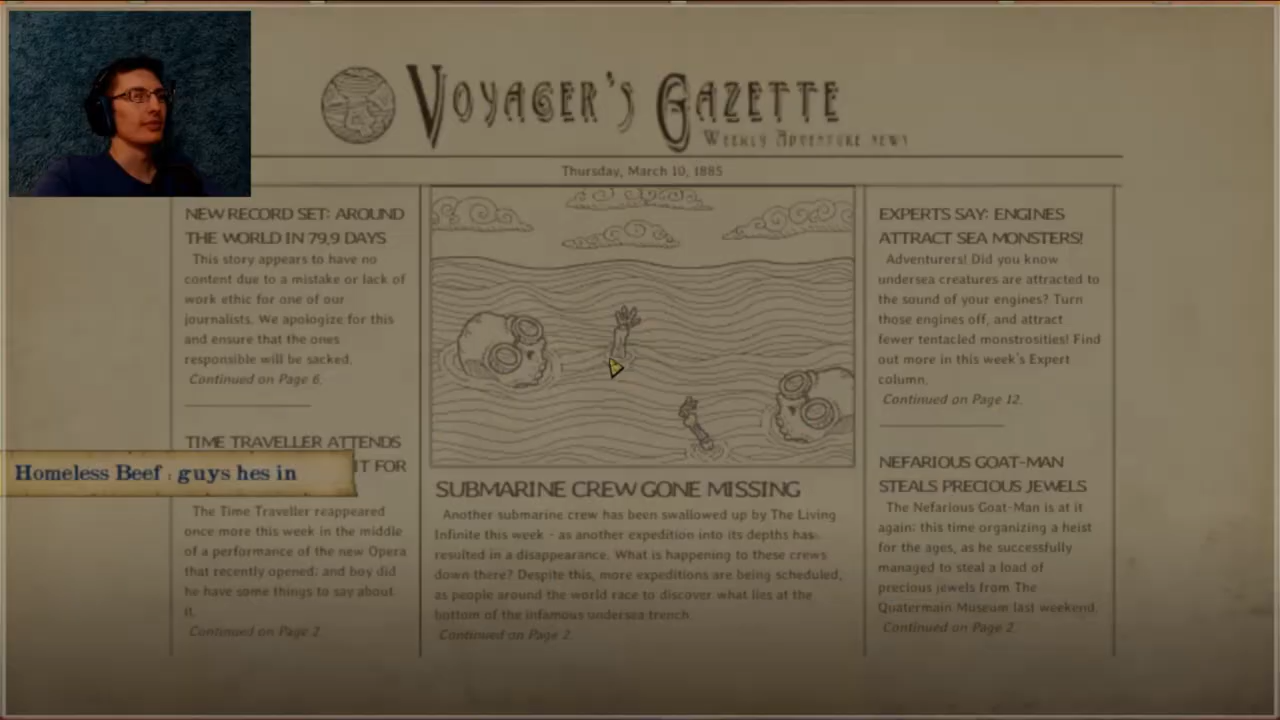 VOYAGER'S GAZETTE
WEEKLY ADVENTURE NEWS
Thursday, March 10, 1885
NEW RECORD SET: AROUND
THE WORLD IN 79,9 DAYS
This story appears to have no
content due to a mistake or lack of
work ethic for one of our
journalists. We apologize for this
and ensure that the ones
responsible will be sacked.
Continued on Page 6.
TIME TRAVELLER ATTENDS
IT FOR
Homeless Beef : guys hes in
The Time Traveller reappeared
once more this week in the middle
of a performance of the new Opera
that recently opened; and boy did
he have some things to say about
it.
Continued on Page 2
SUBMARINE CREW GONE MISSING
Another submarine crew has been swallowed up by The Living
Infinite this week - as another expedition into its depths has
resulted in a disappearance. What is happening to these crews
down there? Despite this, more expeditions are being scheduled,
as people around the world race to discover what lies at the
bottom of the infamous undersea trench.
Continued on Page 2.
EXPERTS SAY: ENGINES
ATTRACT SEA MONSTERS!
Adventurers! Did you know
undersea creatures are attracted to
the sound of your engines? Turn
those engines off, and attract
fewer tentacled monstrosities! Find
out more in this week's Expert
column.
Continued on Page 12.
NEFARIOUS GOAT-MAN
STEALS PRECIOUS JEWELS
The Nefarious Goat-Man is at it
again; this time organizing a heist
for the ages, as he successfully
managed to steal a load of
precious jewels from The
Quatermain Museum last weekend.
Continued on Page 2.